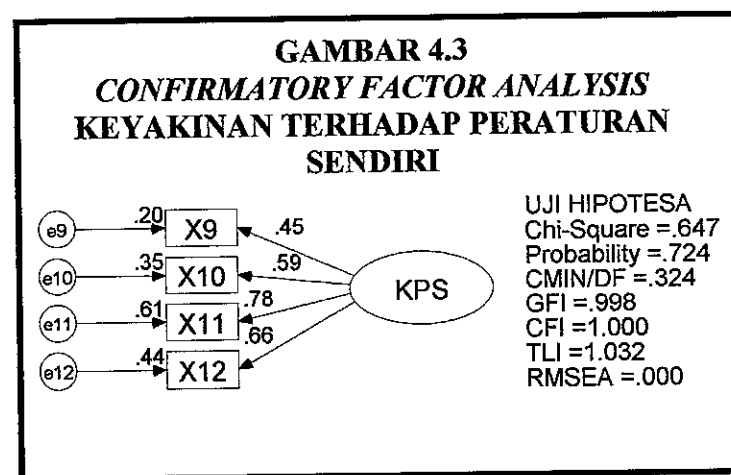 GAMBAR 4.3
CONFIRMATORY FACTOR ANALYSIS
KEYAKINAN TERHADAP PERATURAN
SENDIRI
e9 .20 X9 .45
e10 .35 X10 .59
e11 .61 X11 .78
e12 .44 X12 .66
KPS
UJI HIPOTESA
Chi-Square =.647
Probability =.724
CMIN/DF =.324
GFI =.998
CFI =1.000
TLI =1.032
RMSEA =.000